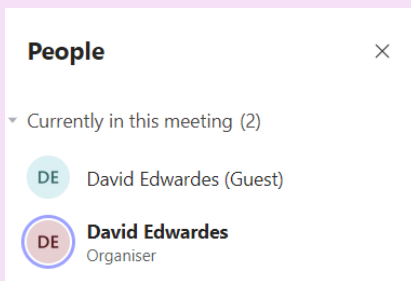 People
Currently in this meeting (2)
DE David Edwardes (Guest)
DE David Edwardes
Organiser